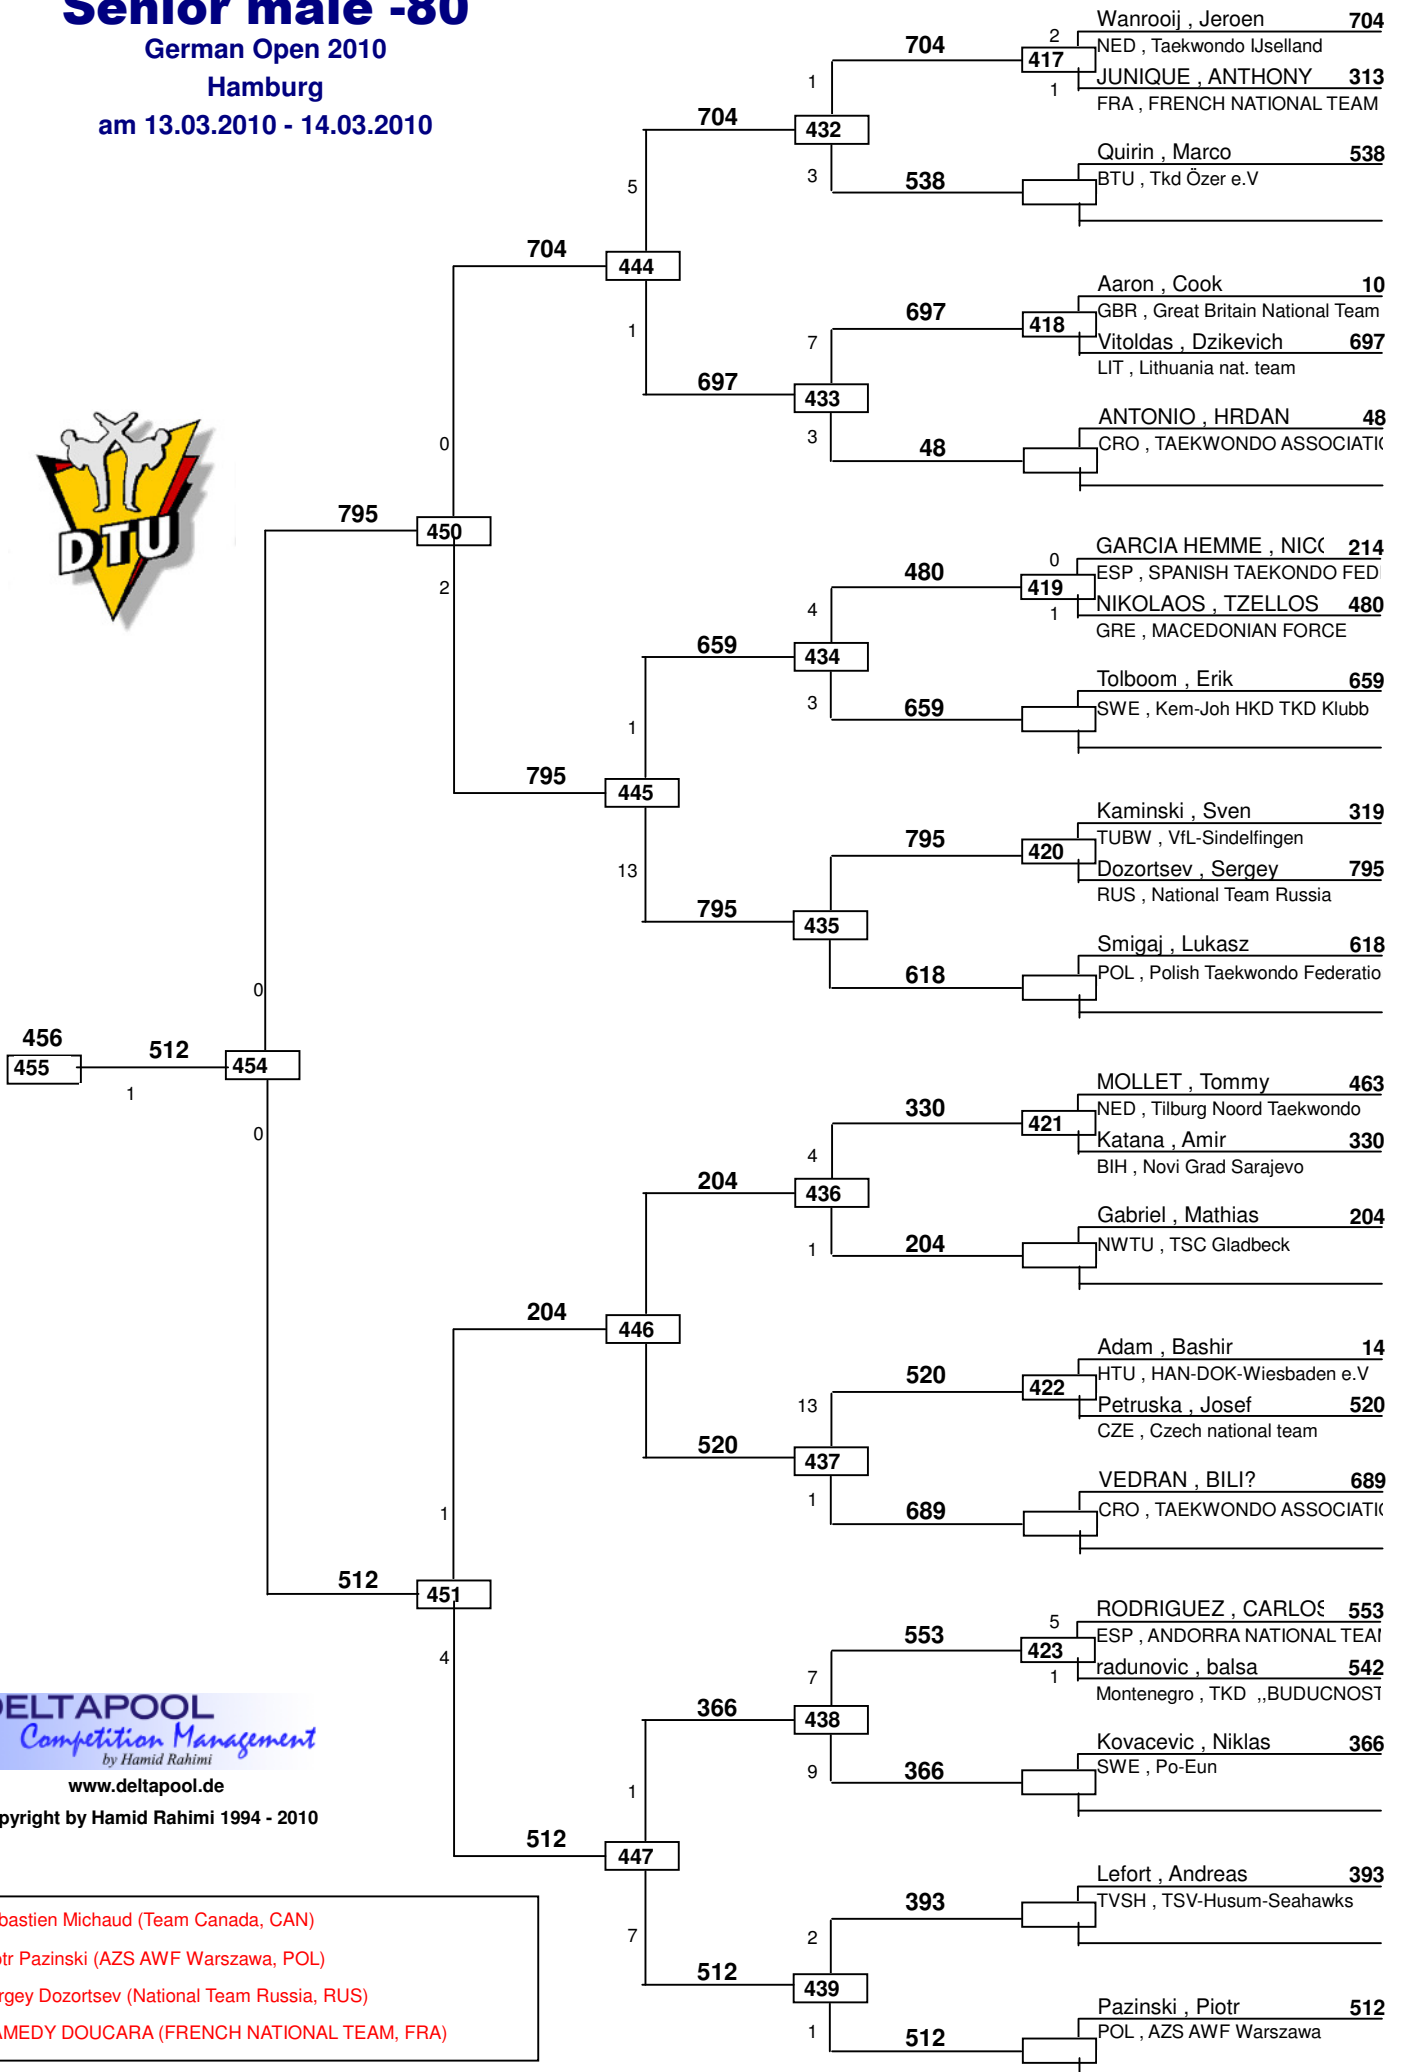 Senior male -80
German Open 2010
Hamburg
am 13.03.2010 - 14.03.2010
DTU
Wanrooij , Jeroen 704
NED , Taekwondo IJselland
2
704
417
JUNIQUE , ANTHONY 313
1
FRA , FRENCH NATIONAL TEAM
1
704
432
Quirin , Marco 538
BTU , Tkd Özer e.V
3
538
5
704
444
Aaron , Cook 10
GBR , Great Britain National Team
697
418
Vitoldas , Dzikevich 697
LIT , Lithuania nat. team
1
7
697
433
ANTONIO , HRDAN 48
CRO , TAEKWONDO
3
48
0
795
450
2
GARCIA HEMME , 214
0
ESP , SPANISH TAEKONDO
480
419
NIKOLAOS , TZELLOS 480
1
GRE , MACEDONIAN FORCE
4
659
434
Tolboom , Erik 659
SWE , Kem-Joh HKD TKD Klubb
3
659
1
795
445
Kaminski , Sven 319
TUBW , VfL-Sindelfingen
795
420
Dozortsev , Sergey 795
RUS , National Team Russia
13
795
435
Smigaj , Lukasz 618
POL , Polish Taekwondo Federatio
618
0
456
455
512
1
454
0
MOLLET , Tommy 463
NED , Tilburg Noord Taekwondo
330
421
Katana , Amir 330
BIH , Novi Grad Sarajevo
4
204
436
Gabriel , Mathias 204
NWTU , TSC Gladbeck
1
204
204
446
Adam , Bashir 14
HTU , HAN-DOK-Wiesbaden e.V
520
422
Petruska , Josef 520
CZE , Czech national team
13
520
437
VEDRAN , BILI? 689
CRO , TAEKWONDO
1
689
1
512
451
4
RODRIGUEZ , CARLOS 553
5
ESP , ANDORRA NATIONAL
553
423
radunovic , balsa 542
1
Montenegro , TKD ,,BUDUCNOST
7
366
438
Kovacevic , Niklas 366
SWE , Po-Eun
9
366
1
512
447
7
Lefort , Andreas 393
TVSH , TSV-Husum-Seahawks
393
2
512
439
1
Pazinski , Piotr 512
POL , AZS AWF Warszawa
512
DELTAPOOL
Competition Management
by Hamid Rahimi
www.deltapool.de
pyright by Hamid Rahimi 1994 - 2010
bastien Michaud (Team Canada, CAN)
tr Pazinski (AZS AWF Warszawa, POL)
rgey Dozortsev (National Team Russia, RUS)
AMEDY DOUCARA (FRENCH NATIONAL TEAM, FRA)